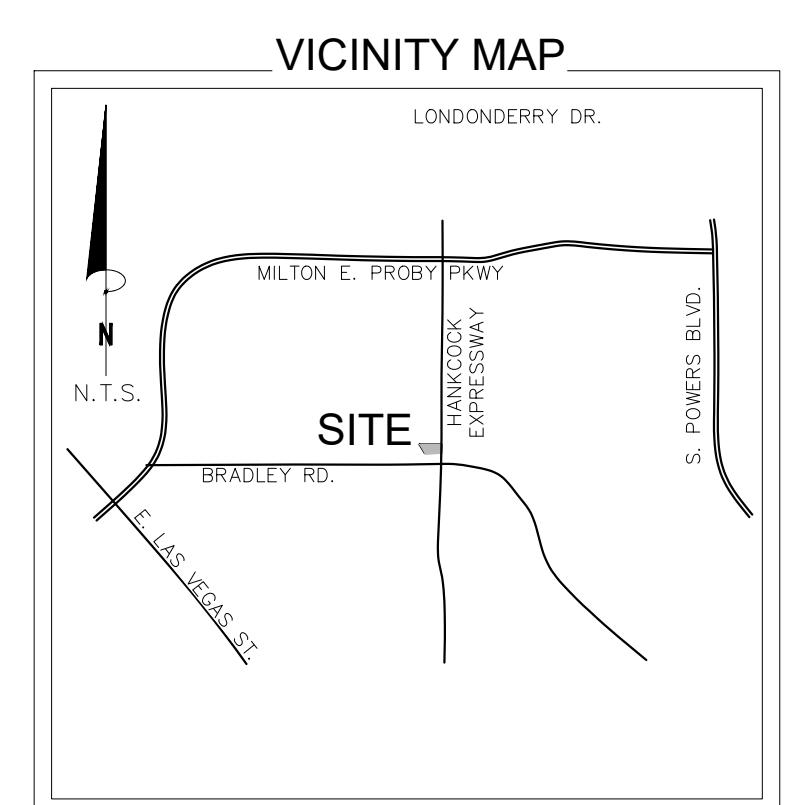 VICINITY MAP
LONDONDERRY DR.
MILTON E. PROBY PKWY
HANKCOCK
EXPRESSWAY
S. POWERS BLVD.
N
N.T.S.
SITE
BRADLEY RD.
E. LAS VEGAS ST.